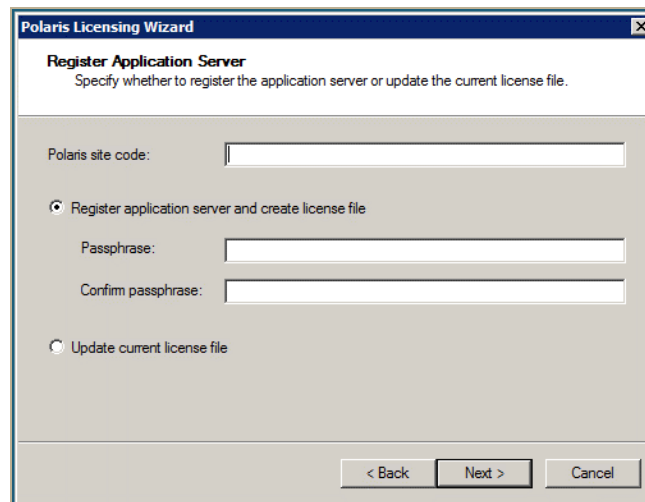 Polaris Licensing Wizard
Register Application Server
Specify whether to register the application server or update the current license file.
Polaris site code:
Register application server and create license file
Passphrase:
Confirm passphrase:
Update current license file
< Back Next > Cancel